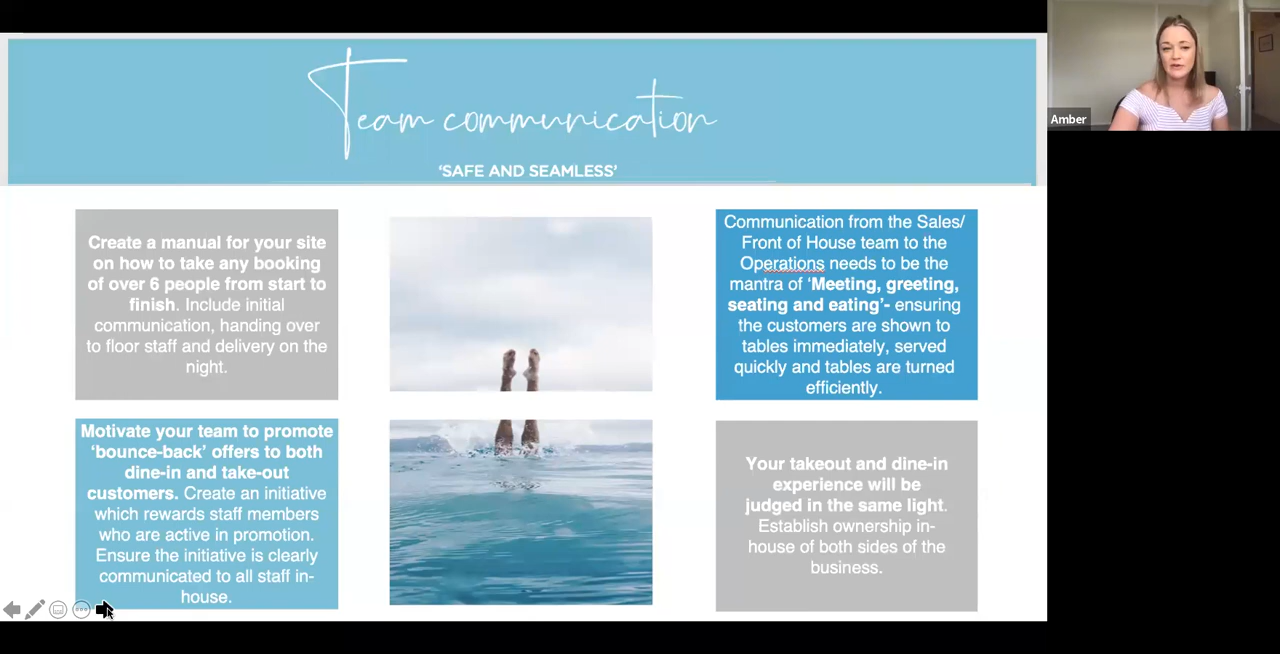 Team communication
'SAFE AND SEAMLESS'
Create a manual for your site
on how to take any booking
of over 6 people from start to
finish. Include initial
communication, handing over
to floor staff and delivery on the
night.
Communication from the Sales/
Front of House team to the
Operations needs to be the
mantra of 'Meeting, greeting,
seating and eating'- ensuring
the customers are shown to
tables immediately, served
quickly and tables are turned
efficiently.
Motivate your team to promote
'bounce-back' offers to both
dine-in and take-out
customers. Create an initiative
which rewards staff members
who are active in promotion.
Ensure the initiative is clearly
communicated to all staff in-
house.
Your takeout and dine-in
experience will be
judged in the same light.
Establish ownership in-
house of both sides of the
business.
Amber